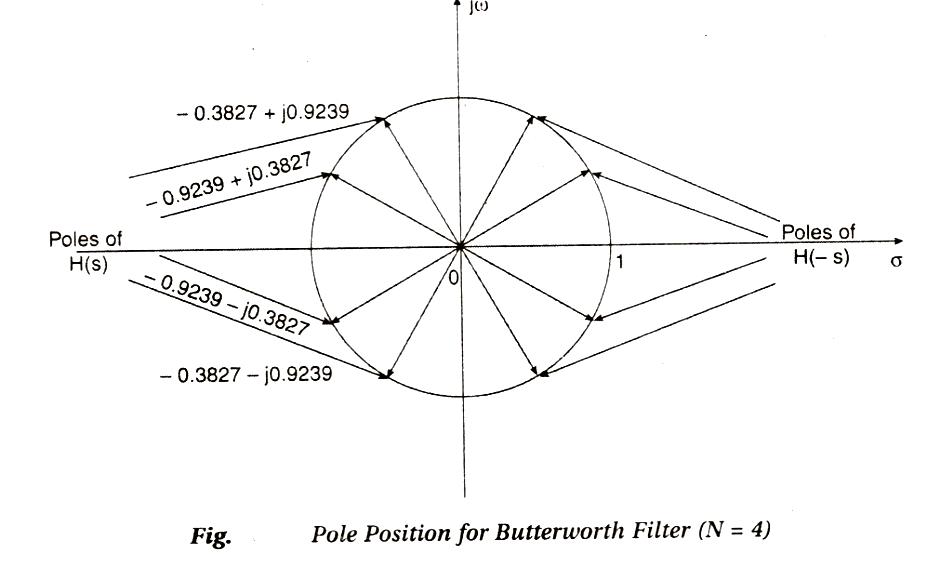 jω
− 0.3827 + j0.9239
− 0.9239 + j0.3827
Poles of
H(s)
Poles of
H(− s)
σ
0
1
− 0.9239 − j0.3827
− 0.3827 − j0.9239
Fig. Pole Position for Butterworth Filter (N = 4)